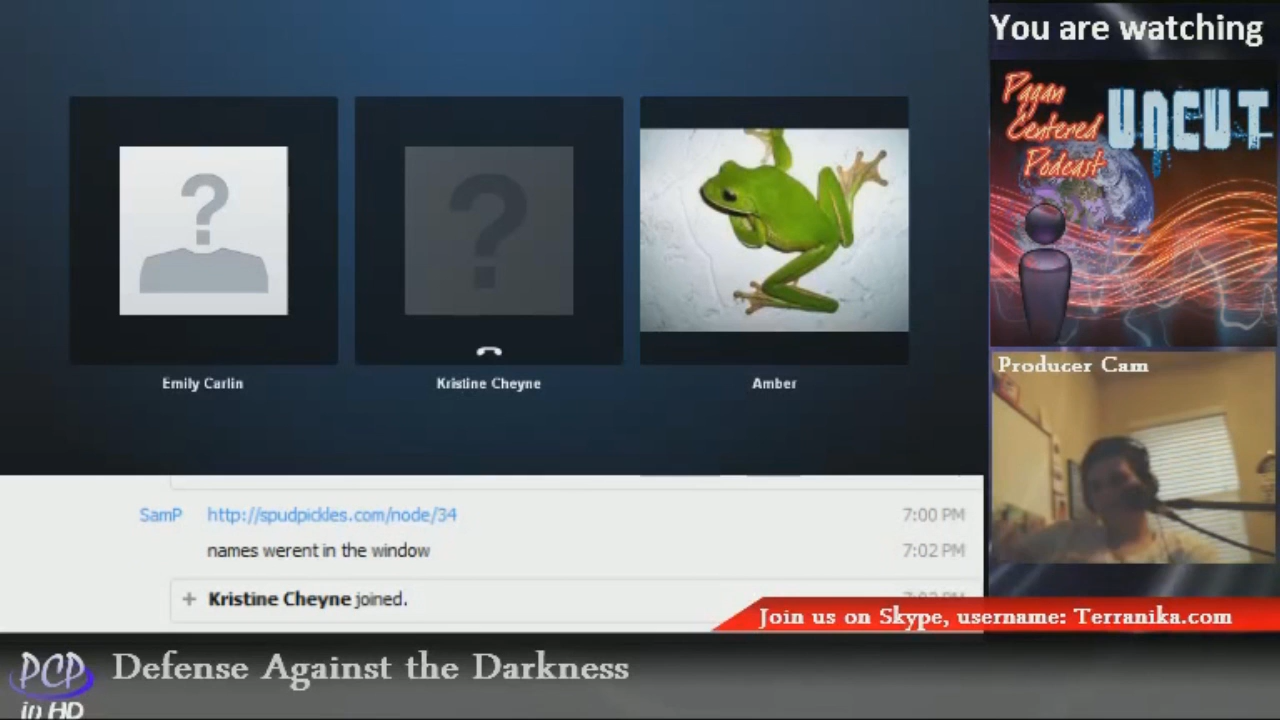 You are watching
Pagan
Centered
Podcast
UNCUT
Emily Carlin
Kristine Cheyne
Amber
Producer Cam
SamP http://spudpickles.com/node/34 7:00 PM
names werent in the window 7:02 PM
+ Kristine Cheyne joined.
Join us on Skype, username: Terranika.com
PCP
in HD
Defense Against the Darkness